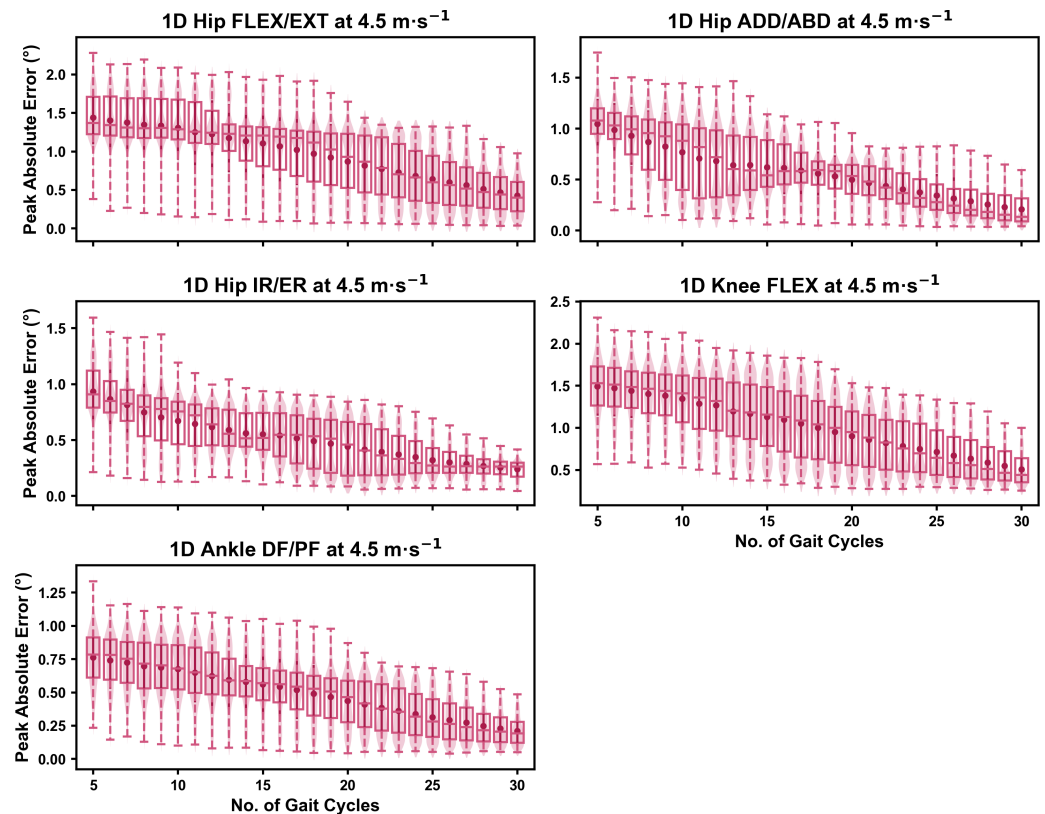 1D Hip FLEX/EXT at 4.5 m·s⁻¹
Peak Absolute Error (°)
2.0
1.5
1.0
0.5
0.0
1D Hip ADD/ABD at 4.5 m·s⁻¹
1.5
1.0
0.5
0.0
1D Hip IR/ER at 4.5 m·s⁻¹
Peak Absolute Error (°)
1.5
1.0
0.5
0.0
1D Knee FLEX at 4.5 m·s⁻¹
2.5
2.0
1.5
1.0
0.5
5 10 15 20 25 30
No. of Gait Cycles
1D Ankle DF/PF at 4.5 m·s⁻¹
Peak Absolute Error (°)
1.25
1.00
0.75
0.50
0.25
0.00
5 10 15 20 25 30
No. of Gait Cycles